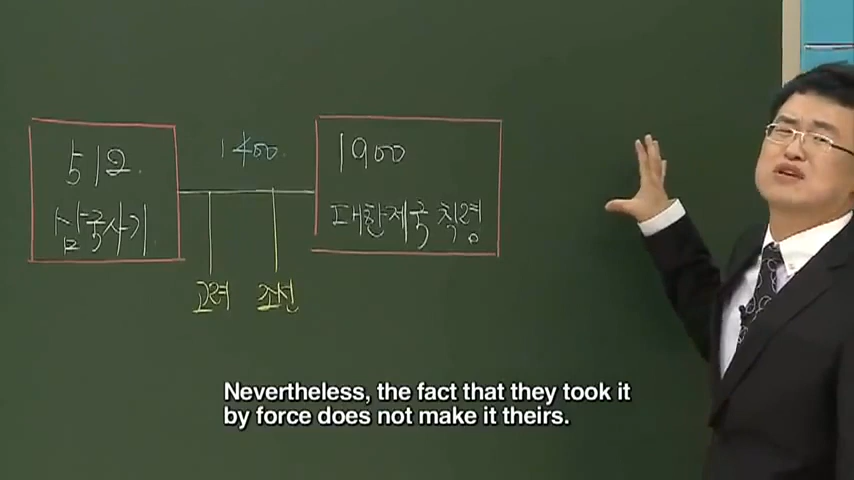 512.
삼국사기
1400.
1900
대한제국 칙령
고려
조선
Nevertheless, the fact that they took it
by force does not make it theirs.